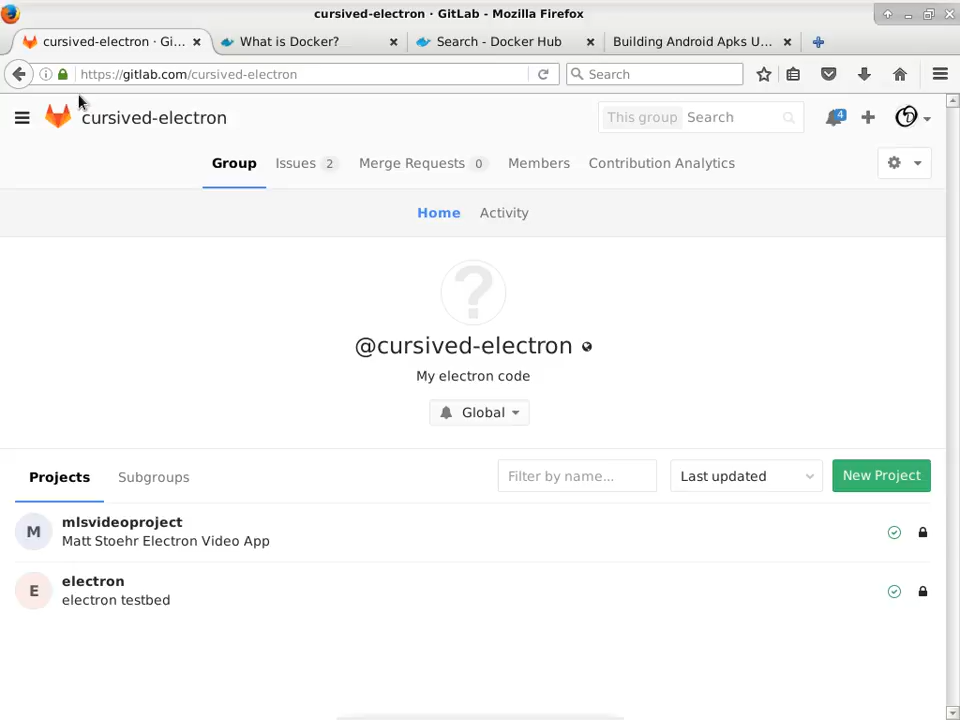 cursived-electron · GitLab - Mozilla Firefox
cursived-electron · Gi...
What is Docker?
Search - Docker Hub
Building Android Apks U...
https://gitlab.com/cursived-electron
Search
cursived-electron
This group
Search
4
Group
Issues 2
Merge Requests 0
Members
Contribution Analytics
Home
Activity
?
@cursived-electron
My electron code
Global
Projects
Subgroups
Filter by name...
Last updated
New Project
M
mlsvideoproject
Matt Stoehr Electron Video App
E
electron
electron testbed